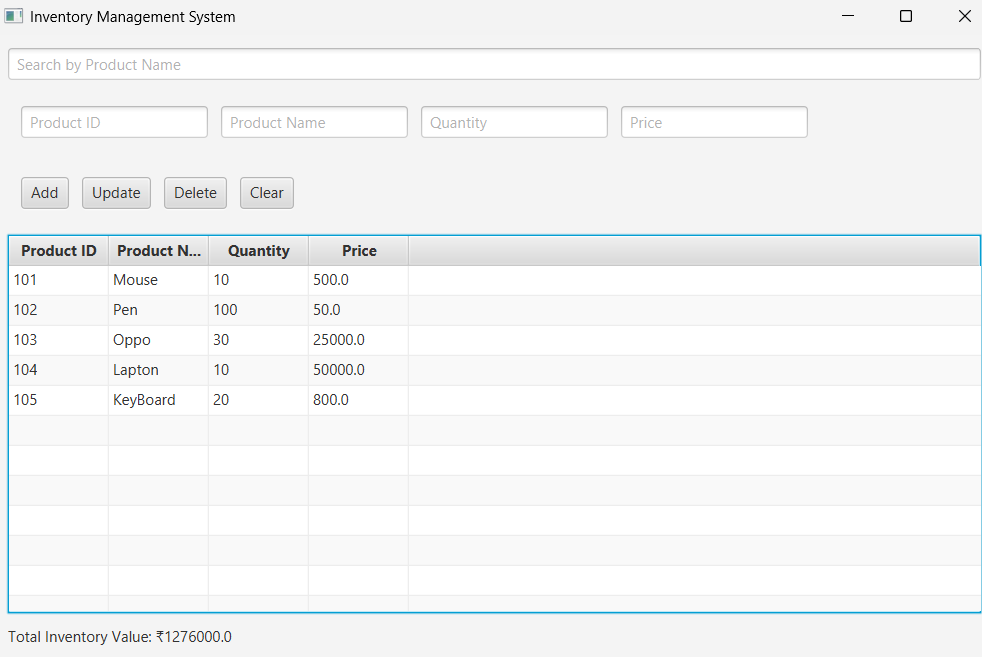 Inventory Management System
Search by Product Name
Product ID Product Name Quantity Price
Add Update Delete Clear
Product ID Product N... Quantity Price
101 Mouse 10 500.0
102 Pen 100 50.0
103 Oppo 30 25000.0
104 Lapton 10 50000.0
105 KeyBoard 20 800.0
Total Inventory Value: ₹1276000.0